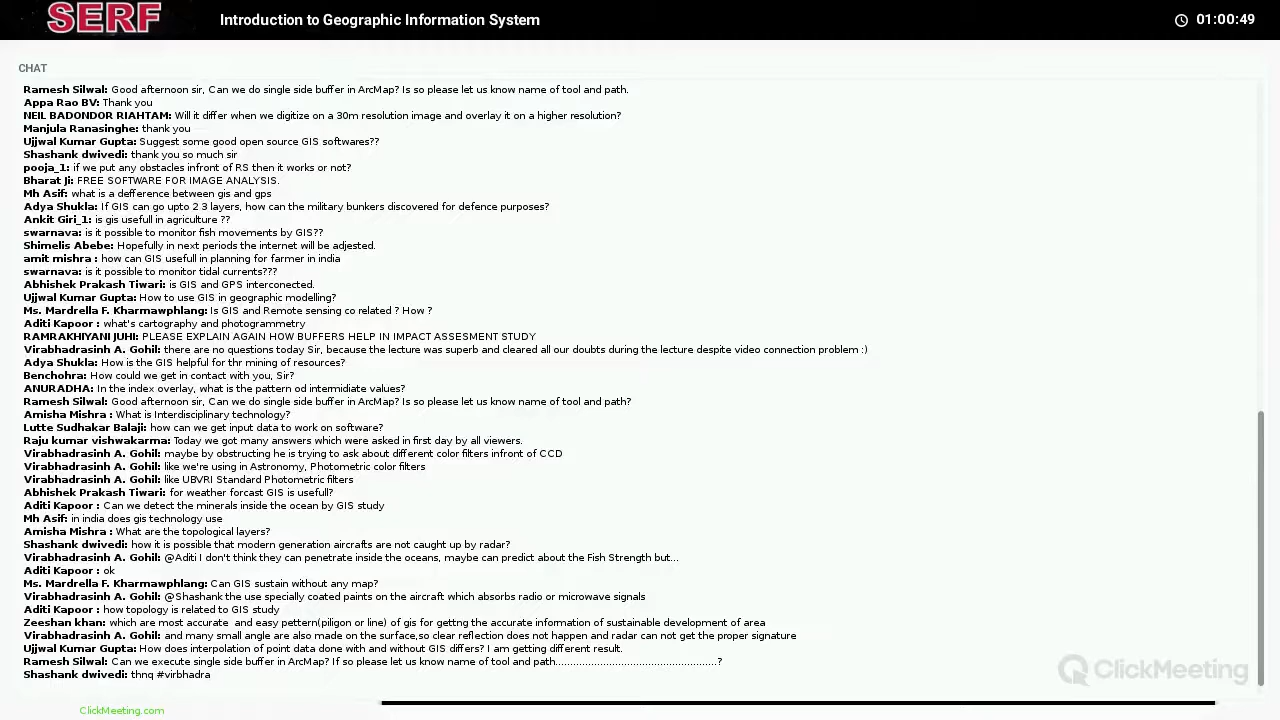 SERF
Introduction to Geographic Information System
01:00:49
CHAT
Ramesh Silwal: Good afternoon sir, Can we do single side buffer in ArcMap? Is so please let us know name of tool and path.
Appa Rao BV: Thank you
NEIL BADONDOR RIAHTAM: Will it differ when we digitize on a 30m resolution image and overlay it on a higher resolution?
Manjula Ranasinghe: thank you
Ujjwal Kumar Gupta: Suggest some good open source GIS softwares??
Shashank dwivedi: thank you so much sir
pooja_1: if we put any obstacles infront of RS then it works or not?
Bharat Ji: FREE SOFTWARE FOR IMAGE ANALYSIS.
Mh Asif: what is a defference between gis and gps
Adya Shukla: If GIS can go upto 2 3 layers, how can the military bunkers discovered for defence purposes?
Ankit Giri_1: is gis usefull in agriculture ??
swarnava: is it possible to monitor fish movements by GIS??
Shimelis Abebe: Hopefully in next periods the internet will be adjested.
amit mishra : how can GIS usefull in planning for farmer in india
swarnava: is it possible to monitor tidal currents???
Abhishek Prakash Tiwari: is GIS and GPS interconected.
Ujjwal Kumar Gupta: How to use GIS in geographic modelling?
Ms. Mardrella F. Kharmawphlang: Is GIS and Remote sensing co related ? How ?
Aditi Kapoor : what's cartography and photogrammetry
RAMRAKHIYANI JUHI: PLEASE EXPLAIN AGAIN HOW BUFFERS HELP IN IMPACT ASSESMENT STUDY
Virabhadrasinh A. Gohil: there are no questions today Sir, because the lecture was superb and cleared all our doubts during the lecture despite video connection problem :)
Adya Shukla: How is the GIS helpful for thr mining of resources?
Benchohra: How could we get in contact with you, Sir?
ANURADHA: In the index overlay, what is the pattern od intermidiate values?
Ramesh Silwal: Good afternoon sir, Can we do single side buffer in ArcMap? Is so please let us know name of tool and path?
Amisha Mishra : What is Interdisciplinary technology?
Lutte Sudhakar Balaji: how can we get input data to work on software?
Raju kumar vishwakarma: Today we got many answers which were asked in first day by all viewers.
Virabhadrasinh A. Gohil: maybe by obstructing he is trying to ask about different color filters infront of CCD
Virabhadrasinh A. Gohil: like we're using in Astronomy, Photometric color filters
Virabhadrasinh A. Gohil: like UBVRI Standard Photometric filters
Abhishek Prakash Tiwari: for weather forcast GIS is usefull?
Aditi Kapoor : Can we detect the minerals inside the ocean by GIS study
Mh Asif: in india does gis technology use
Amisha Mishra : What are the topological layers?
Shashank dwivedi: how it is possible that modern generation aircrafts are not caught up by radar?
Virabhadrasinh A. Gohil: @Aditi I don't think they can penetrate inside the oceans, maybe can predict about the Fish Strength but...
Aditi Kapoor : ok
Ms. Mardrella F. Kharmawphlang: Can GIS sustain without any map?
Virabhadrasinh A. Gohil: @Shashank the use specially coated paints on the aircraft which absorbs radio or microwave signals
Aditi Kapoor : how topology is related to GIS study
Zeeshan khan: which are most accurate and easy pettern(piligon or line) of gis for gettng the accurate information of sustainable development of area
Virabhadrasinh A. Gohil: and many small angle are also made on the surface,so clear reflection does not happen and radar can not get the proper signature
Ujjwal Kumar Gupta: How does interpolation of point data done with and without GIS differs? I am getting different result.
Ramesh Silwal: Can we execute single side buffer in ArcMap? If so please let us know name of tool and path......................................................?
Shashank dwivedi: thnq #virbhadra
ClickMeeting
ClickMeeting.com